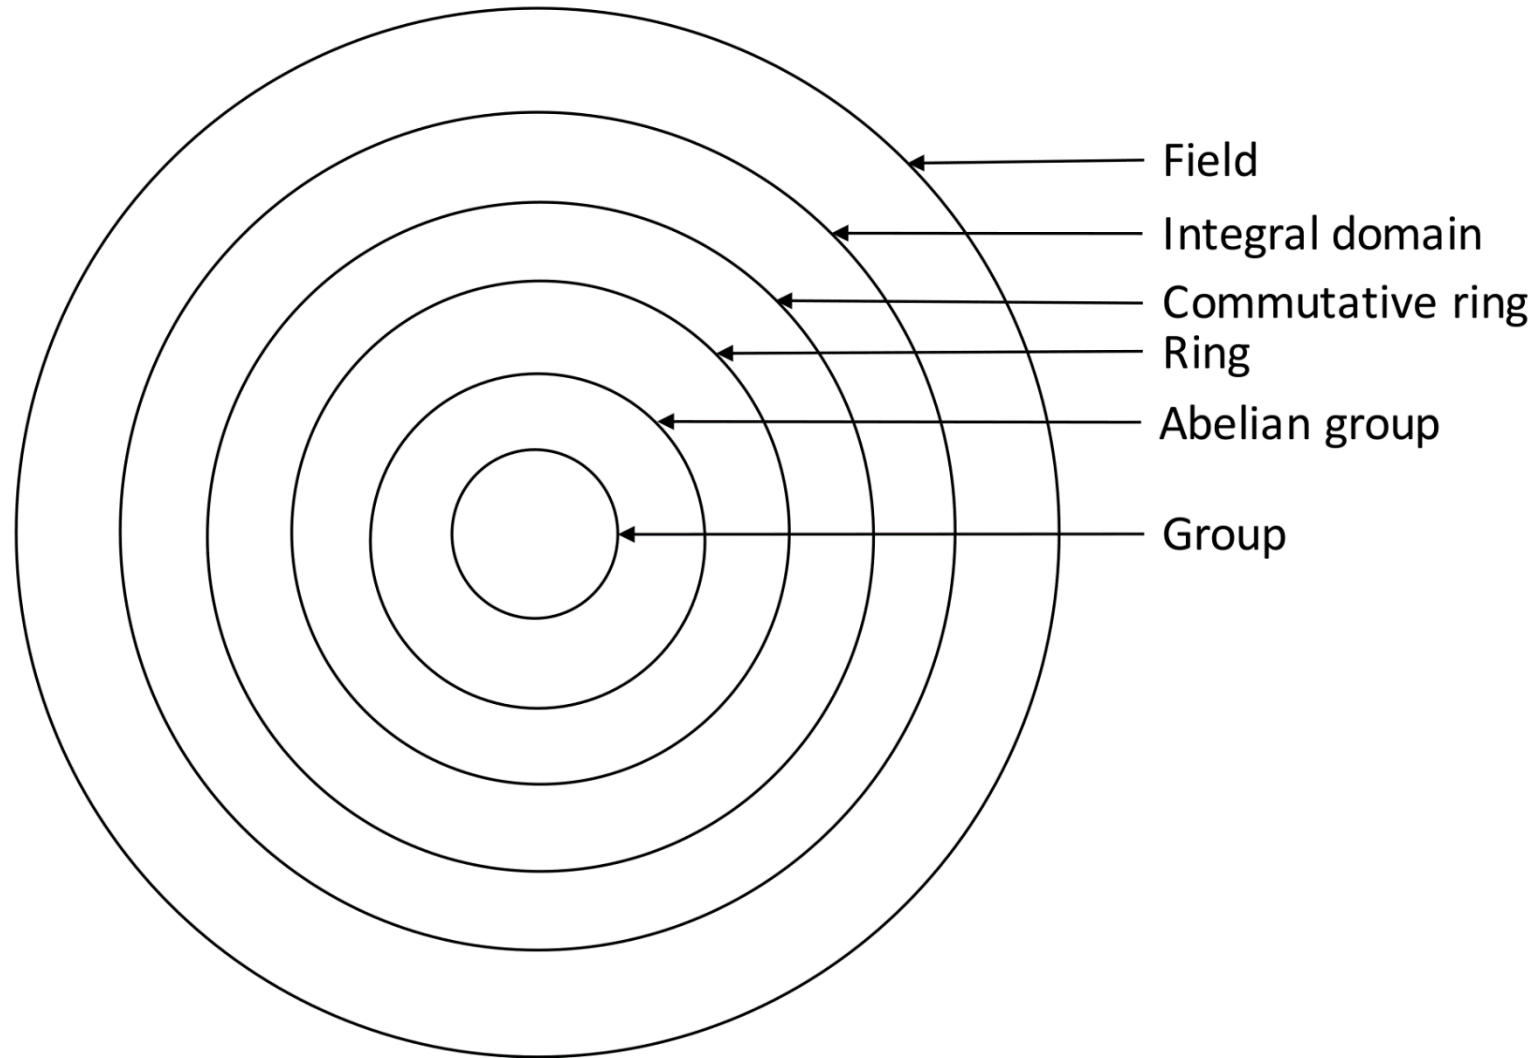 Field
Integral domain
Commutative ring
Ring
Abelian group
Group